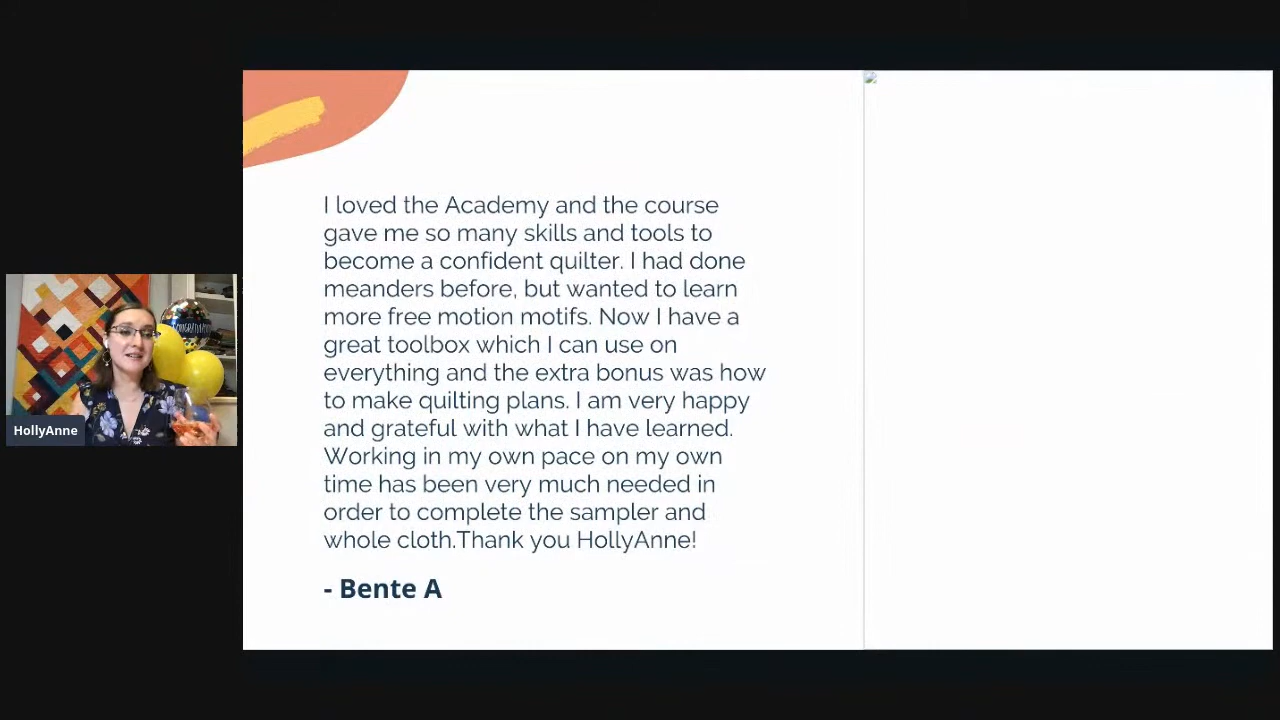 I loved the Academy and the course
gave me so many skills and tools to
become a confident quilter. I had done
meanders before, but wanted to learn
more free motion motifs. Now I have a
great toolbox which I can use on
everything and the extra bonus was how
to make quilting plans. I am very happy
and grateful with what I have learned.
Working in my own pace on my own
time has been very much needed in
order to complete the sampler and
whole cloth.Thank you HollyAnne!
- Bente A
HollyAnne